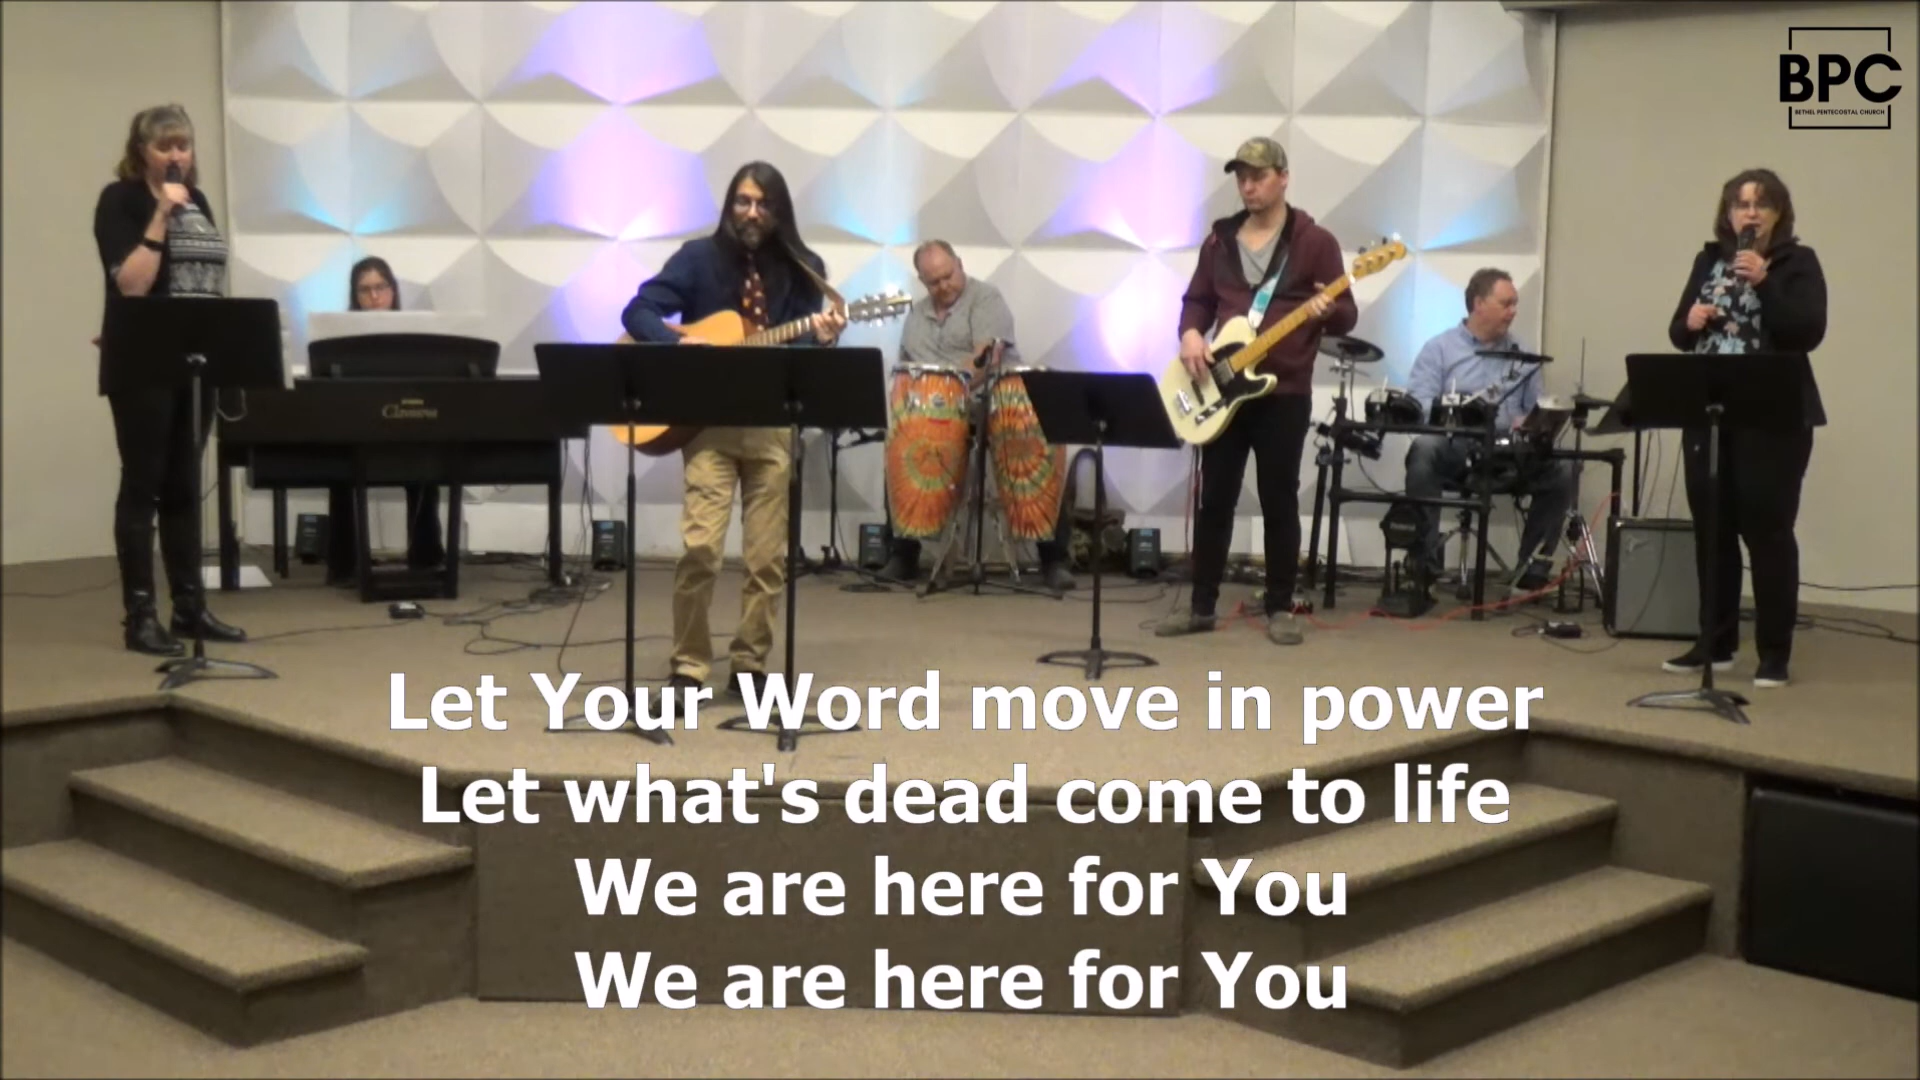 BPC
BETHEL PENTECOSTAL CHURCH
Clavinova
Let Your Word move in power
Let what's dead come to life
We are here for You
We are here for You